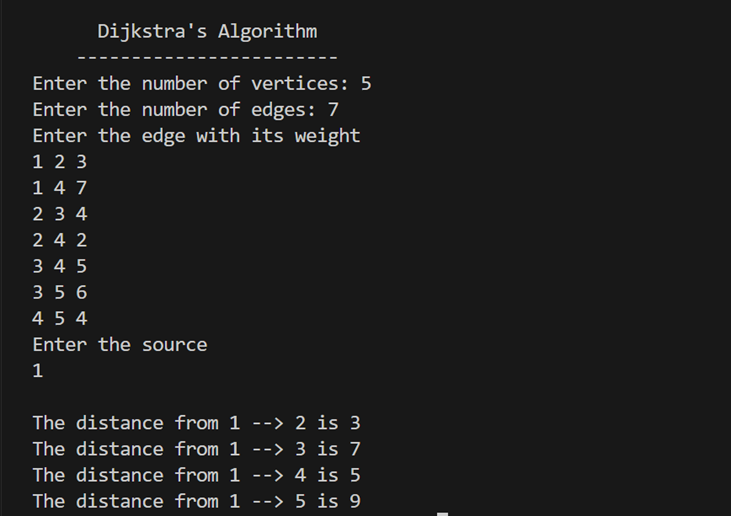 Dijkstra's Algorithm
------------------------
Enter the number of vertices: 5
Enter the number of edges: 7
Enter the edge with its weight
1 2 3
1 4 7
2 3 4
2 4 2
3 4 5
3 5 6
4 5 4
Enter the source
1
The distance from 1 --> 2 is 3
The distance from 1 --> 3 is 7
The distance from 1 --> 4 is 5
The distance from 1 --> 5 is 9